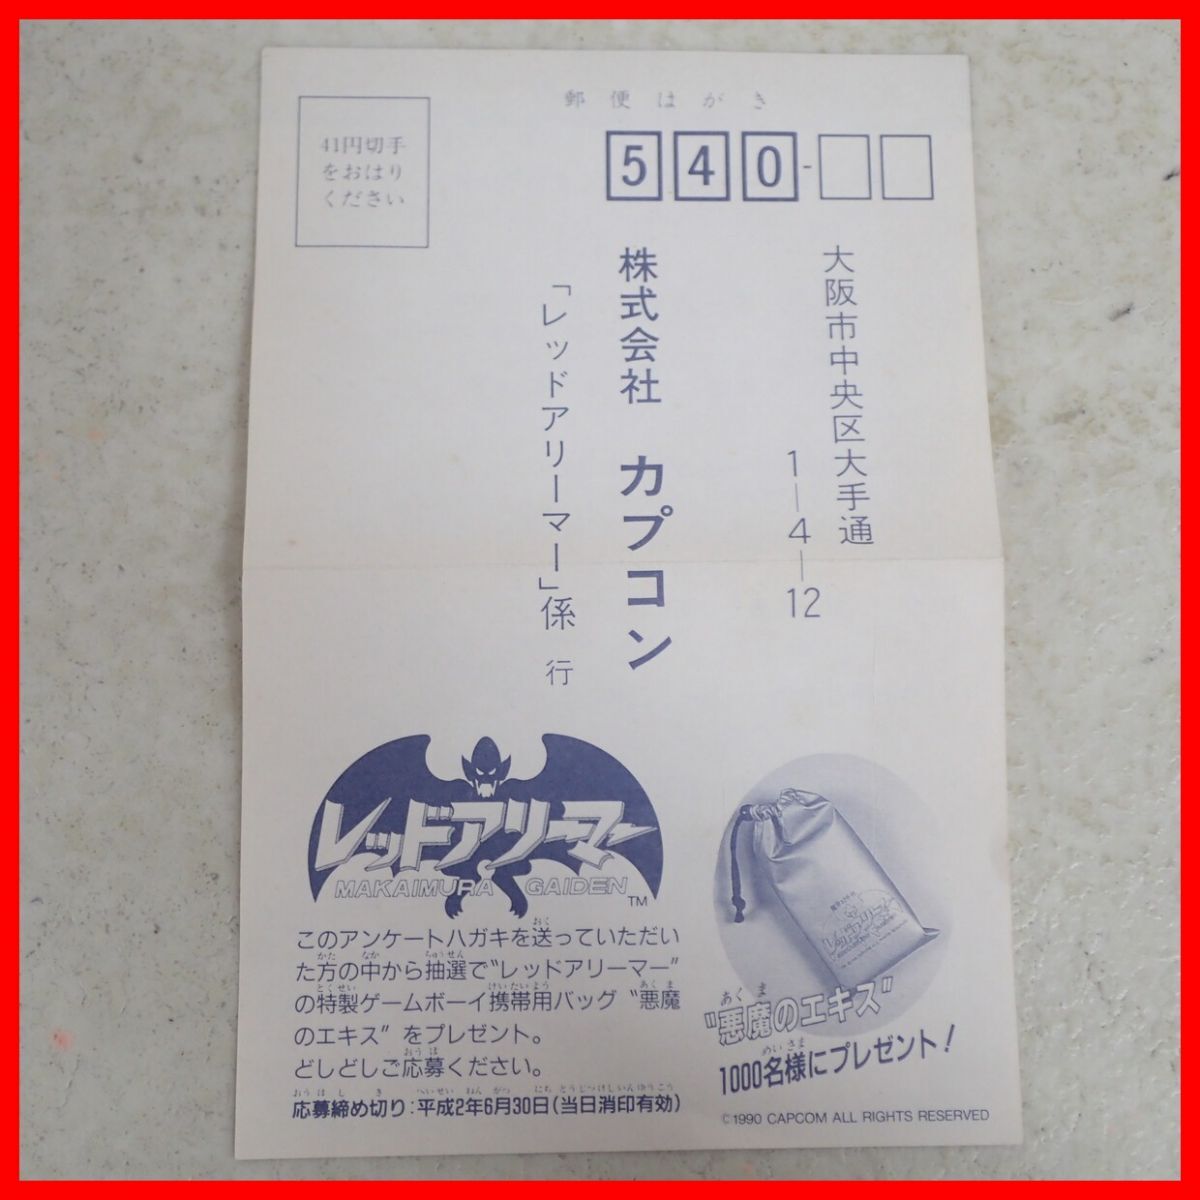 郵便はがき
41円切手
をおはり
ください
540-
大阪市中央区大手通
1―4―12
株式会社 カプコン
「レッドアリーマー」係 行
レッドアリーマー
MAKAIMURA GAIDEN
TM
このアンケートハガキを送っていただい
た方の中から抽選で“レッドアリーマー”
の特製ゲームボーイ携帯用バッグ“悪魔
のエキス”をプレゼント。
どしどしご応募ください。
応募締め切り:平成2年6月30日(当日消印有効)
レッドアリーマー
“悪魔のエキス”
1000名様にプレゼント!
©1990 CAPCOM ALL RIGHTS RESERVED